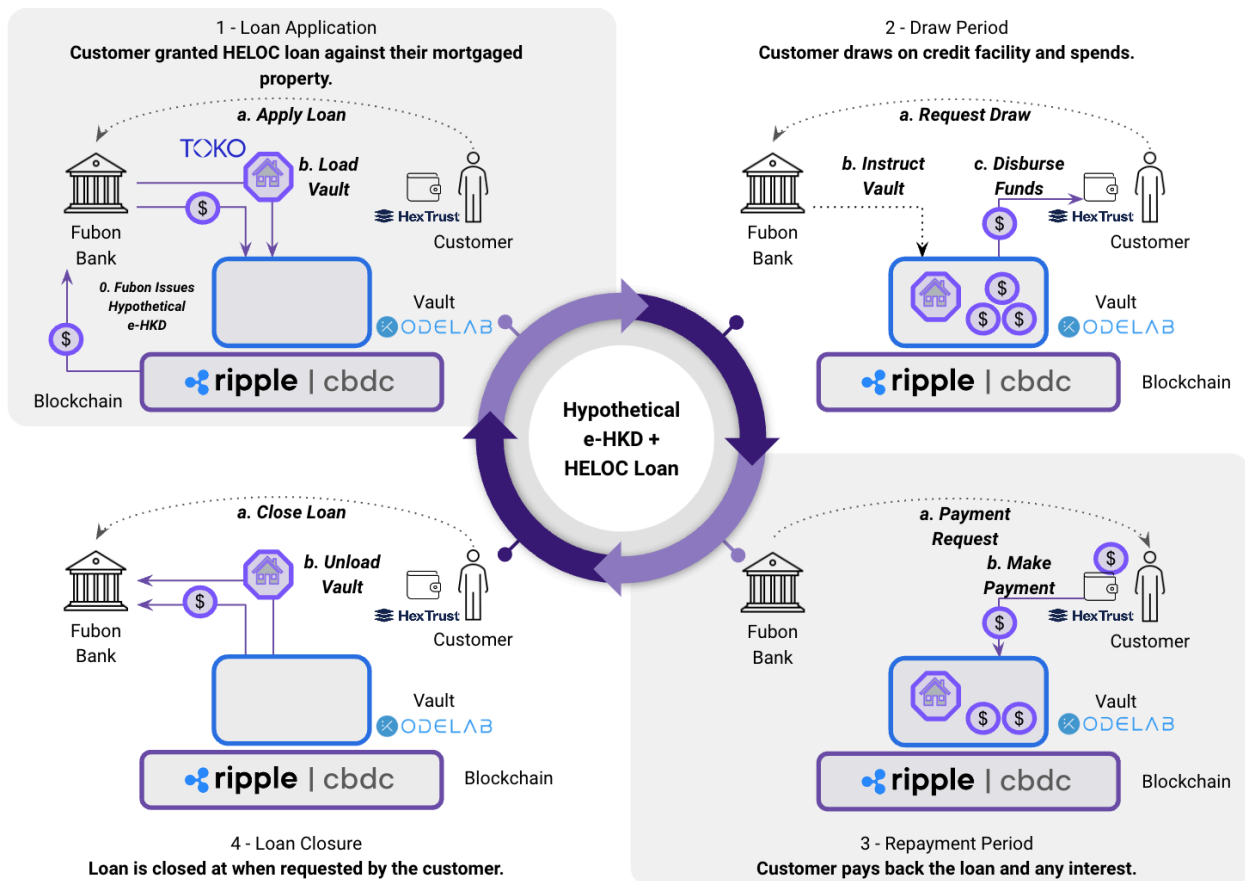 1 - Loan Application
Customer granted HELOC loan against their mortgaged
property.
a. Apply Loan
TOKO
b. Load
Vault
$
HexTrust
Fubon
Bank
Customer
0. Fubon Issues
Hypothetical
e-HKD
$
Vault
ODELAB
ripple | cbdc
Blockchain
2 - Draw Period
Customer draws on credit facility and spends.
a. Request Draw
b. Instruct
Vault
c. Disburse
Funds
HexTrust
$
Fubon
Bank
Customer
$
$ $
Vault
ODELAB
ripple | cbdc
Blockchain
Hypothetical
e-HKD +
HELOC Loan
a. Close Loan
b. Unload
Vault
$
HexTrust
Fubon
Bank
Customer
Vault
ODELAB
ripple | cbdc
Blockchain
4 - Loan Closure
Loan is closed at when requested by the customer.
a. Payment
Request
b. Make
Payment
$
HexTrust
$
Fubon
Bank
Customer
$ $
Vault
ODELAB
ripple | cbdc
Blockchain
3 - Repayment Period
Customer pays back the loan and any interest.